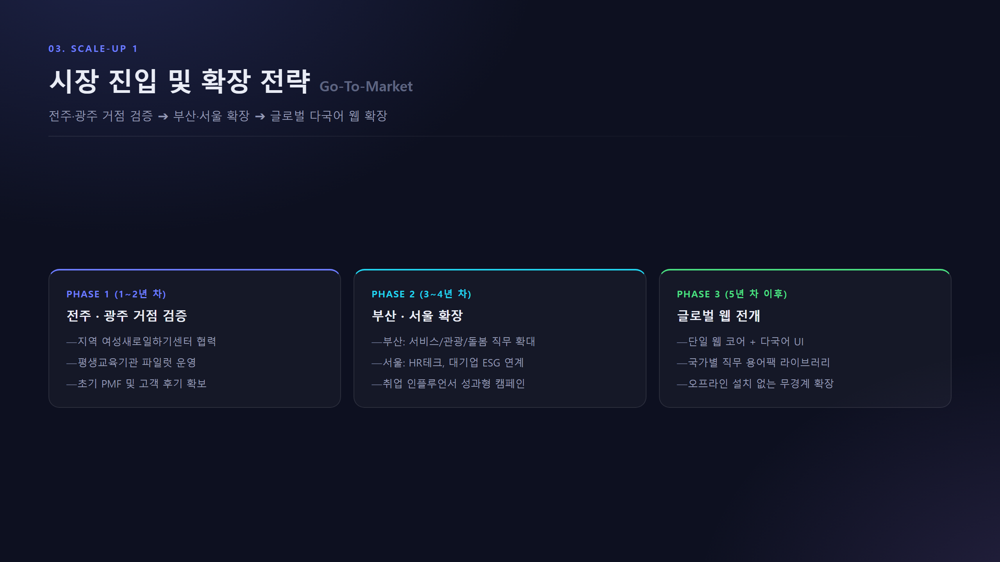 03. SCALE-UP 1
시장 진입 및 확장 전략 Go-To-Market
전주·광주 거점 검증 ➔ 부산·서울 확장 ➔ 글로벌 다국어 웹 확장
PHASE 1 (1~2년 차)
전주 · 광주 거점 검증
—지역 여성새로일하기센터 협력
—평생교육기관 파일럿 운영
—초기 PMF 및 고객 후기 확보
PHASE 2 (3~4년 차)
부산 · 서울 확장
—부산: 서비스/관광/돌봄 직무 확대
—서울: HR테크, 대기업 ESG 연계
—취업 인플루언서 성과형 캠페인
PHASE 3 (5년 차 이후)
글로벌 웹 전개
—단일 웹 코어 + 다국어 UI
—국가별 직무 용어팩 라이브러리
—오프라인 설치 없는 무경계 확장